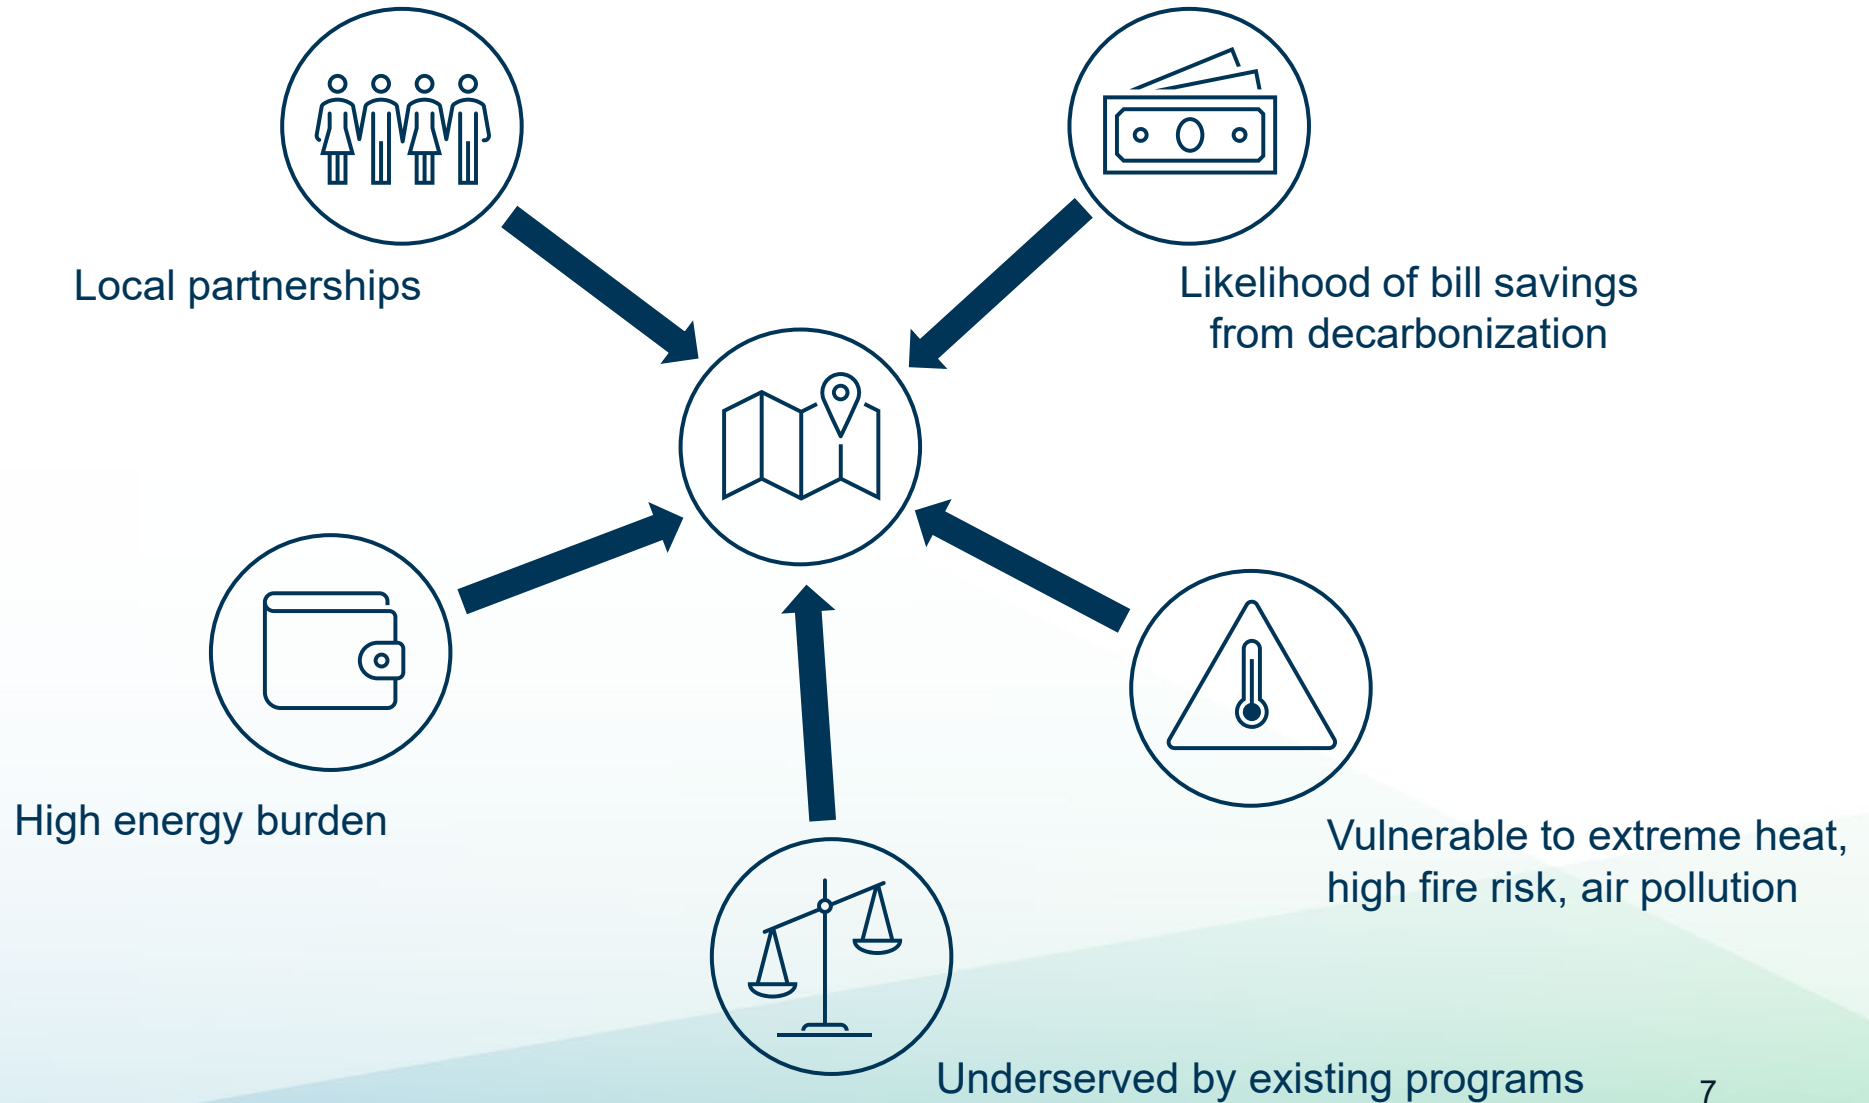 Local partnerships
Likelihood of bill savings
from decarbonization
High energy burden
Vulnerable to extreme heat,
high fire risk, air pollution
Underserved by existing programs
7